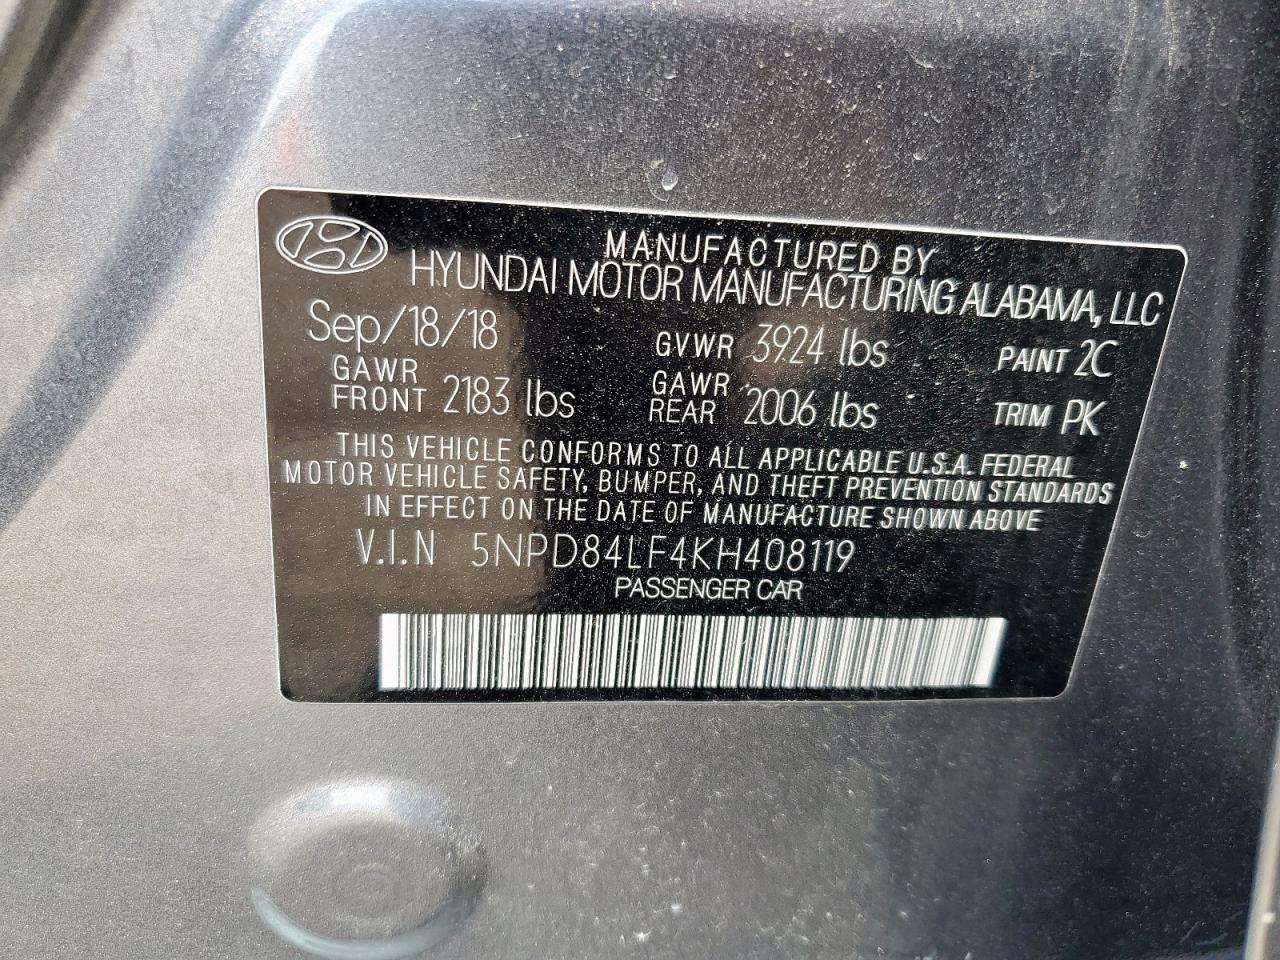 MANUFACTURED BY
HYUNDAI MOTOR MANUFACTURING ALABAMA, LLC
Sep/18/18 GVWR 3924 lbs PAINT 2C
GAWR FRONT 2183 lbs GAWR REAR 2006 lbs TRIM PK
THIS VEHICLE CONFORMS TO ALL APPLICABLE U.S.A. FEDERAL
MOTOR VEHICLE SAFETY, BUMPER, AND THEFT PREVENTION STANDARDS
IN EFFECT ON THE DATE OF MANUFACTURE SHOWN ABOVE
V.I.N 5NPD84LF4KH408119
PASSENGER CAR